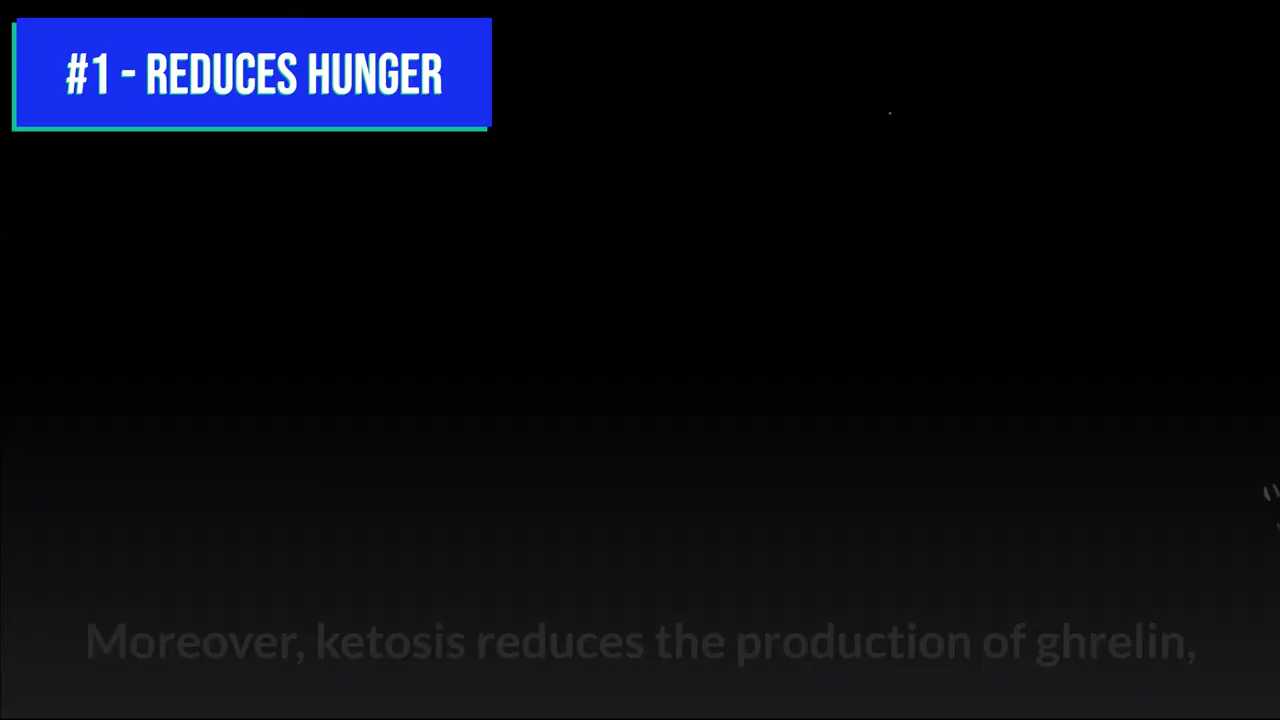 #1 - REDUCES HUNGER
Moreover, ketosis reduces the production of ghrelin,